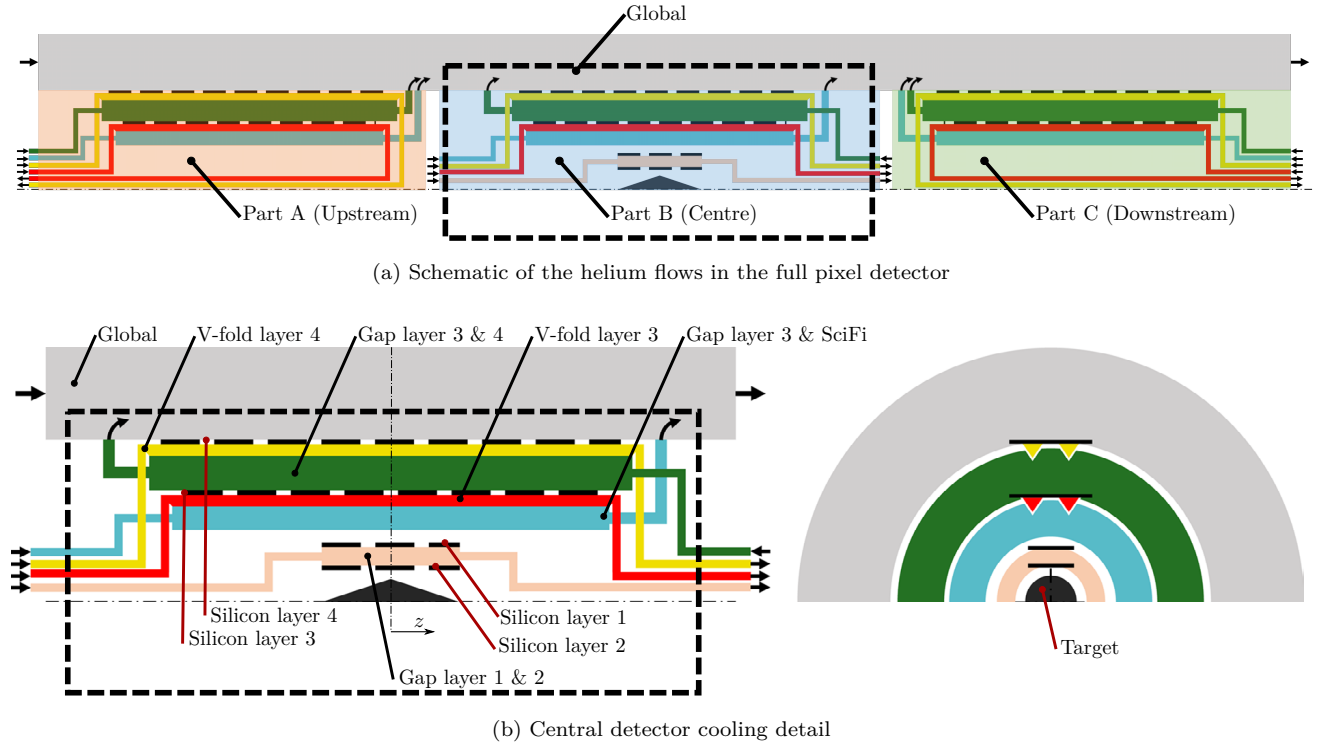 Global
Part A (Upstream)
Part B (Centre)
Part C (Downstream)
(a) Schematic of the helium flows in the full pixel detector
Global
V-fold layer 4
Gap layer 3 & 4
V-fold layer 3
Gap layer 3 & SciFi
Silicon layer 4
Silicon layer 3
z
Silicon layer 1
Silicon layer 2
Gap layer 1 & 2
Target
(b) Central detector cooling detail